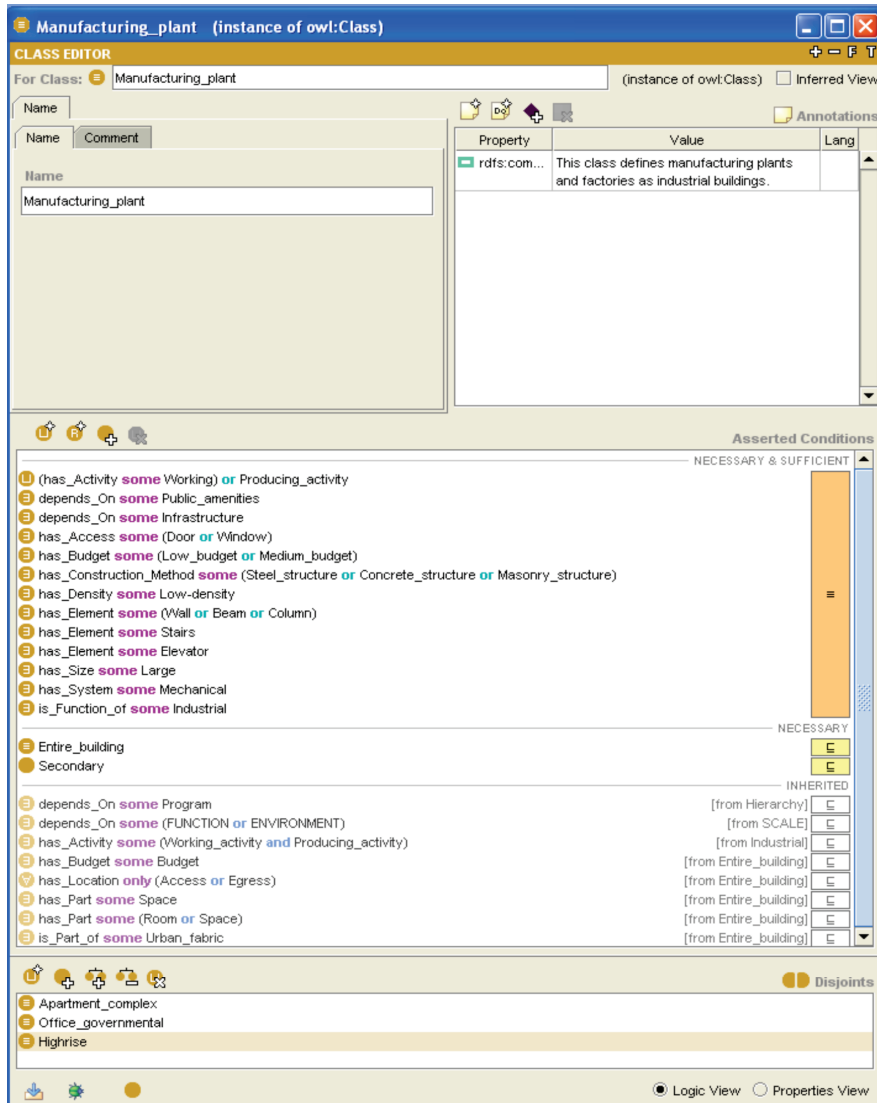 Manufacturing_plant (instance of owl:Class)
CLASS EDITOR
F T
For Class: Manufacturing_plant (instance of owl:Class) Inferred View
Name
Annotations
Name Comment
Property Value Lang
Name
rdfs:com... This class defines manufacturing plants
and factories as industrial buildings.
Manufacturing_plant
Asserted Conditions
NECESSARY & SUFFICIENT
(has_Activity some Working) or Producing_activity
depends_On some Public_amenities
depends_On some Infrastructure
has_Access some (Door or Window)
has_Budget some (Low_budget or Medium_budget)
has_Construction_Method some (Steel_structure or Concrete_structure or Masonry_structure)
has_Density some Low-density
≡
has_Element some (Wall or Beam or Column)
has_Element some Stairs
has_Element some Elevator
has_Size some Large
has_System some Mechanical
is_Function_of some Industrial
NECESSARY
Entire_building ⊑
Secondary ⊑
INHERITED
depends_On some Program [from Hierarchy] ⊑
depends_On some (FUNCTION or ENVIRONMENT) [from SCALE] ⊑
has_Activity some (Working_activity and Producing_activity) [from Industrial] ⊑
has_Budget some Budget [from Entire_building] ⊑
has_Location only (Access or Egress) [from Entire_building] ⊑
has_Part some Space [from Entire_building] ⊑
has_Part some (Room or Space) [from Entire_building] ⊑
is_Part_of some Urban_fabric [from Entire_building] ⊑
Disjoints
Apartment_complex
Office_governmental
Highrise
Logic View Properties View